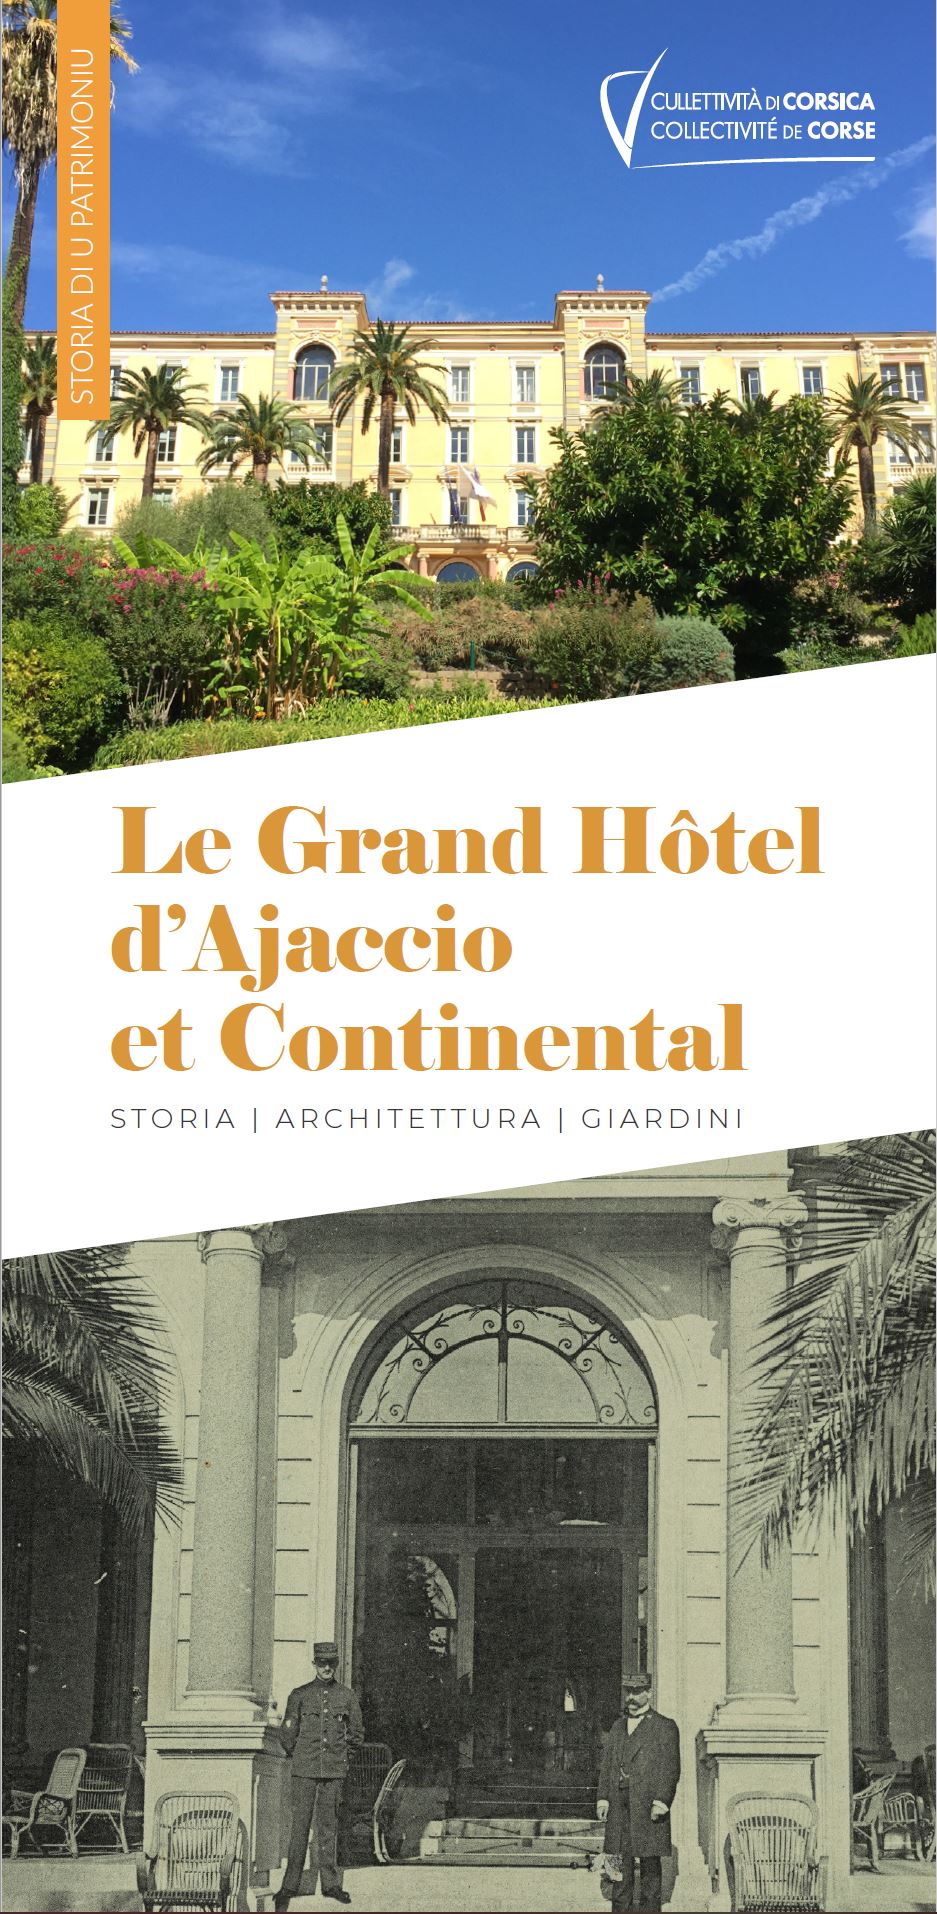 STORIA DI U PATRIMONIU
CULLETTIVITÀ DI CORSICA
COLLECTIVITÉ DE CORSE
Le Grand Hôtel
d’Ajaccio
et Continental
STORIA | ARCHITETTURA | GIARDINI